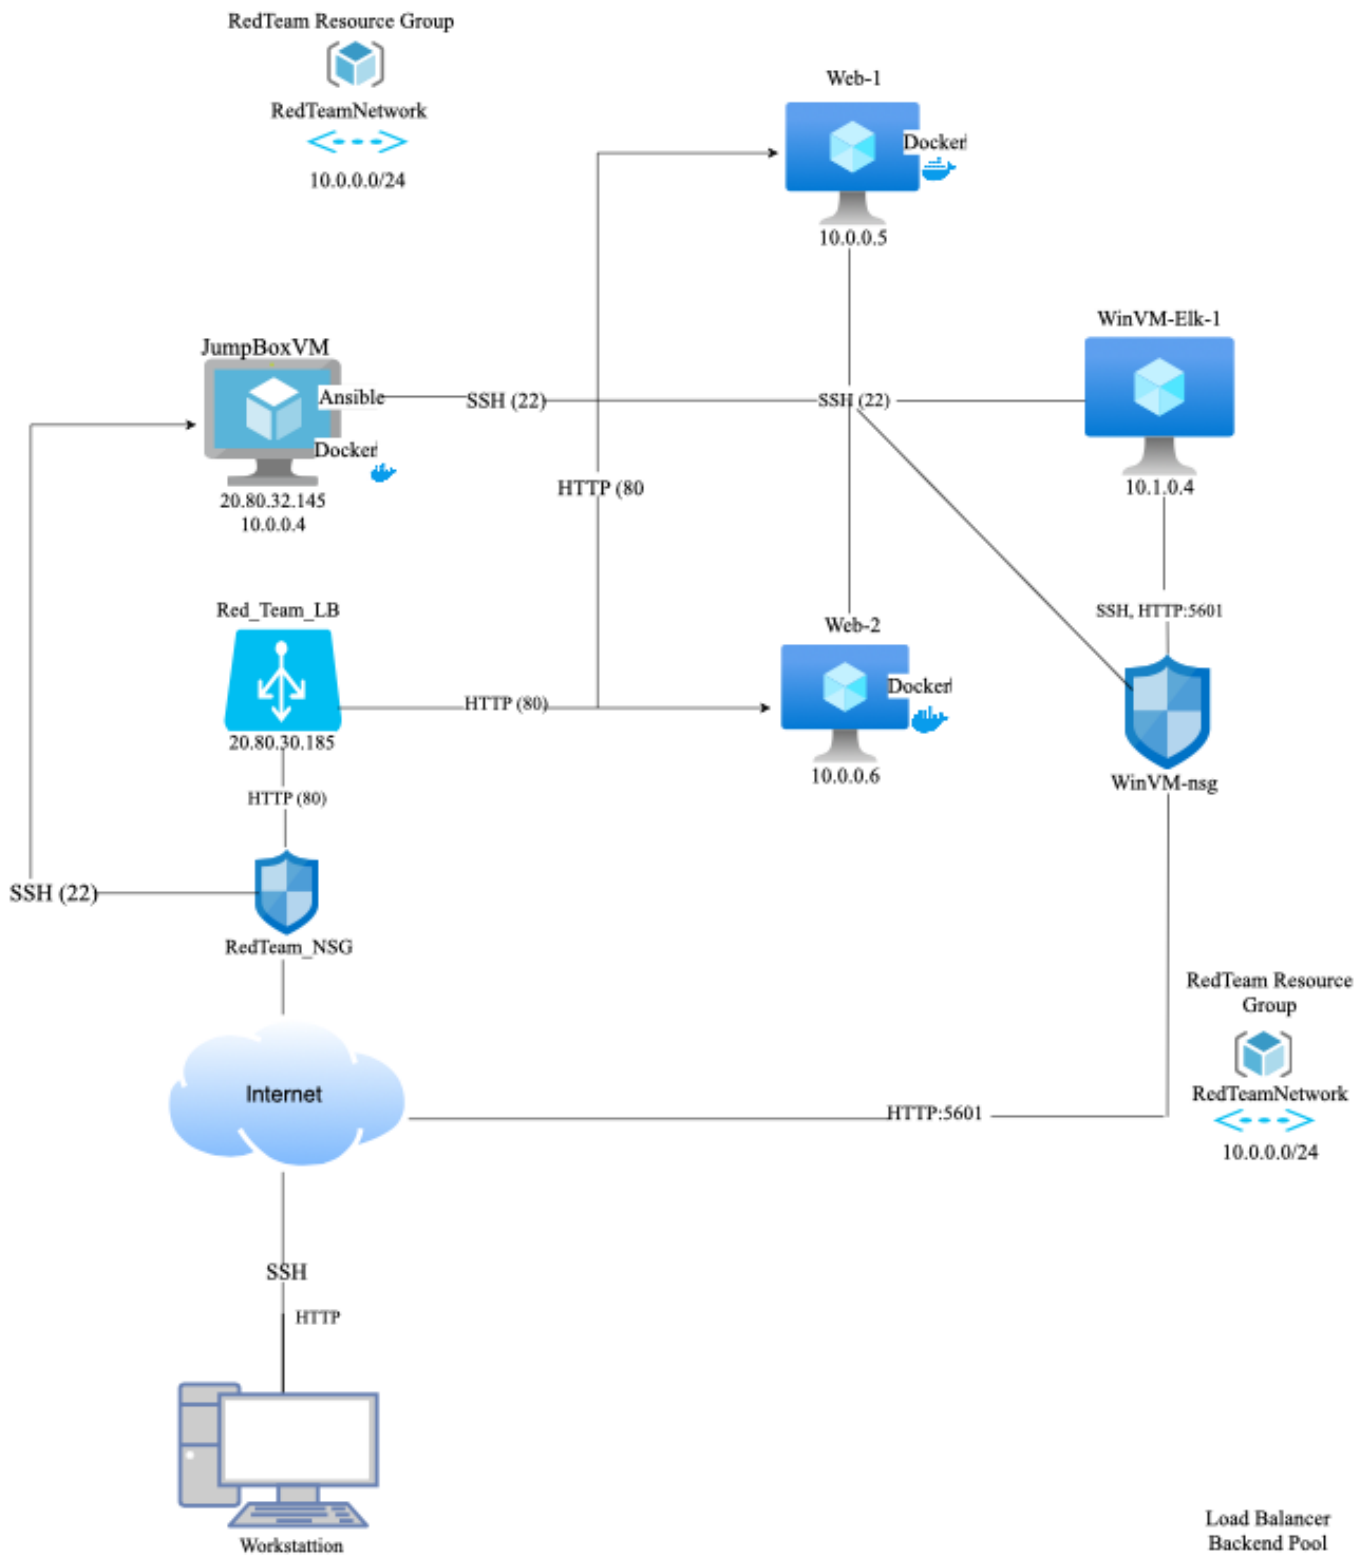 RedTeam Resource Group
RedTeamNetwork
10.0.0.0/24
Web-1
Docker
10.0.0.5
WinVM-Elk-1
10.1.0.4
JumpBoxVM
Ansible
Docker
20.80.32.145
10.0.0.4
SSH (22)
SSH (22)
HTTP (80
SSH, HTTP:5601
Red_Team_LB
20.80.30.185
HTTP (80)
HTTP (80)
Web-2
Docker
10.0.0.6
WinVM-nsg
SSH (22)
RedTeam_NSG
Internet
HTTP:5601
RedTeam Resource
Group
RedTeamNetwork
10.0.0.0/24
SSH
HTTP
Workstattion
Load Balancer
Backend Pool